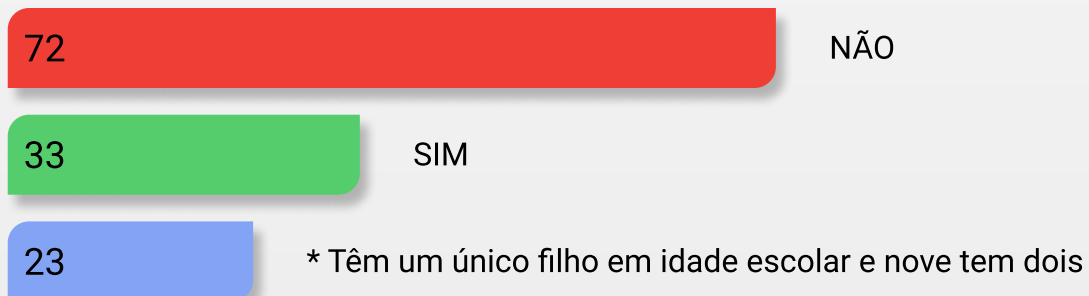 72 NÃO
33 SIM
23 * Têm um único filho em idade escolar e nove tem dois